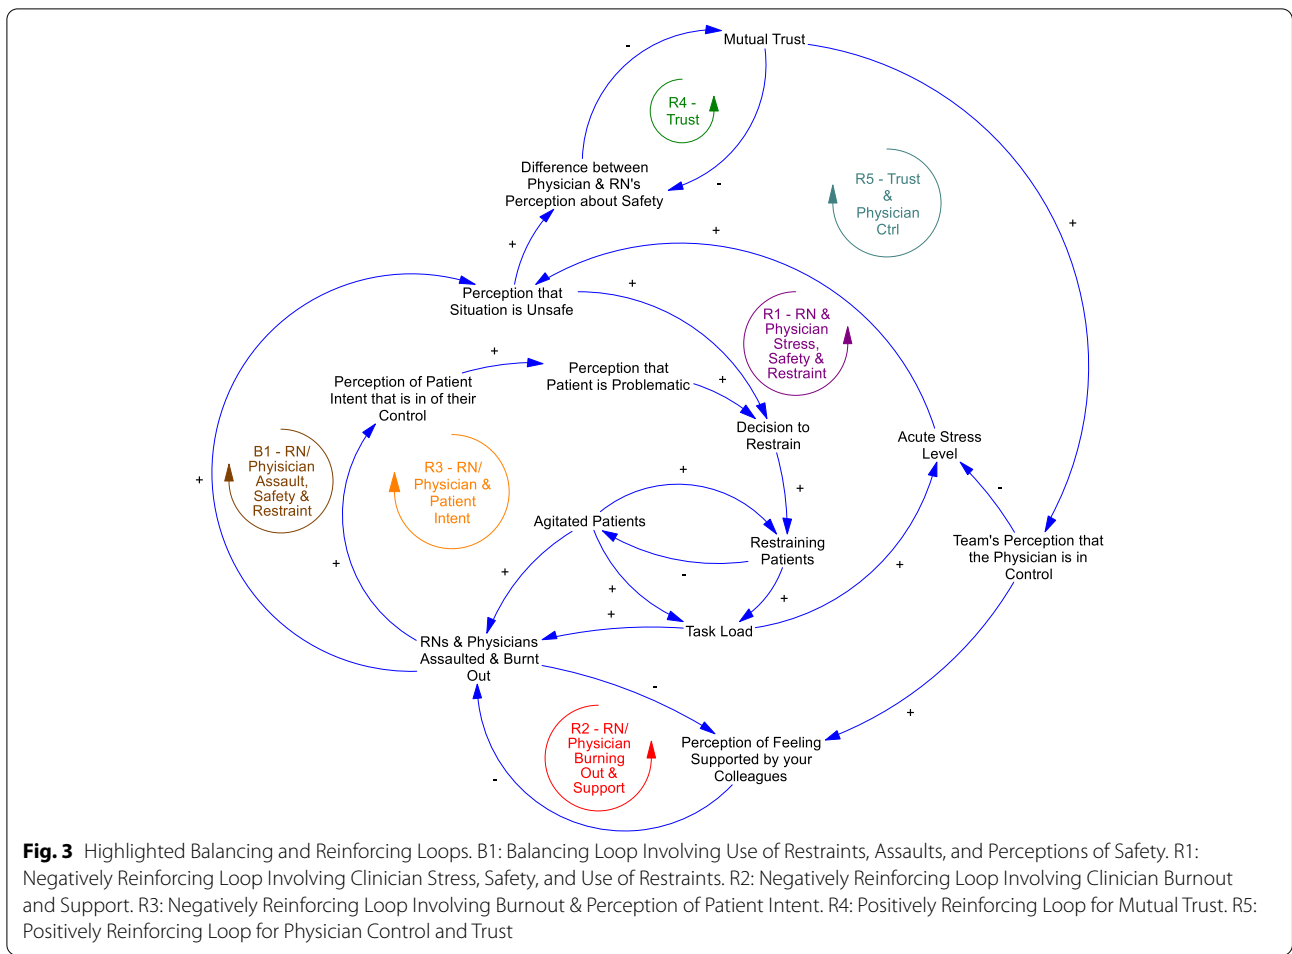 Mutual Trust
-
R4 -
Trust
Difference between
Physician & RN's
Perception about Safety
-
R5 - Trust
&
Physician
Ctrl
+
+
+
Perception that
Situation is Unsafe
+
R1 - RN &
Physician
Stress,
Safety &
Restraint
+
Perception that
Patient is Problematic
+
Perception of Patient
Intent that is in of their
Control
Decision to
Restrain
Acute Stress
Level
B1 - RN/
Phyisician
Assault,
Safety &
Restraint
+
R3 - RN/
Physician &
Patient
Intent
+
+
-
Agitated Patients
Restraining
Patients
Team's Perception that
the Physician is in
Control
+
+
-
+
+
+
+
Task Load
RNs & Physicians
Assaulted & Burnt
Out
-
+
R2 - RN/
Physician
Burning
Out &
Support
Perception of Feeling
Supported by your
Colleagues
-
Fig. 3 Highlighted Balancing and Reinforcing Loops. B1: Balancing Loop Involving Use of Restraints, Assaults, and Perceptions of Safety. R1:
Negatively Reinforcing Loop Involving Clinician Stress, Safety, and Use of Restraints. R2: Negatively Reinforcing Loop Involving Clinician Burnout
and Support. R3: Negatively Reinforcing Loop Involving Burnout & Perception of Patient Intent. R4: Positively Reinforcing Loop for Mutual Trust. R5:
Positively Reinforcing Loop for Physician Control and Trust